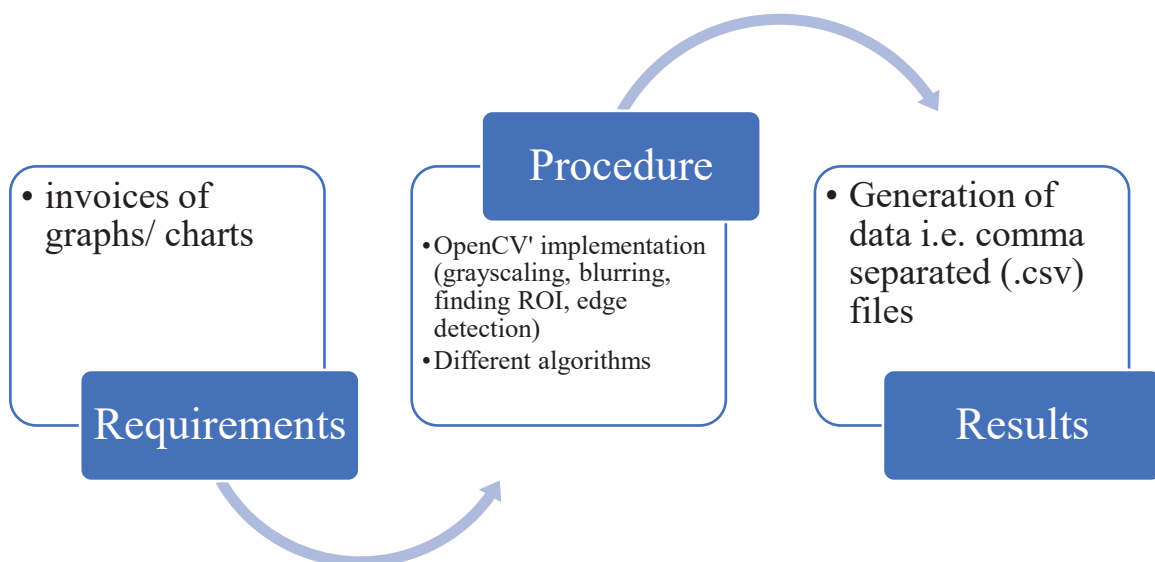 • invoices of
graphs/ charts
Requirements
Procedure
•OpenCV' implementation
(grayscaling, blurring,
finding ROI, edge
detection)
•Different algorithms
• Generation of
data i.e. comma
separated (.csv)
files
Results